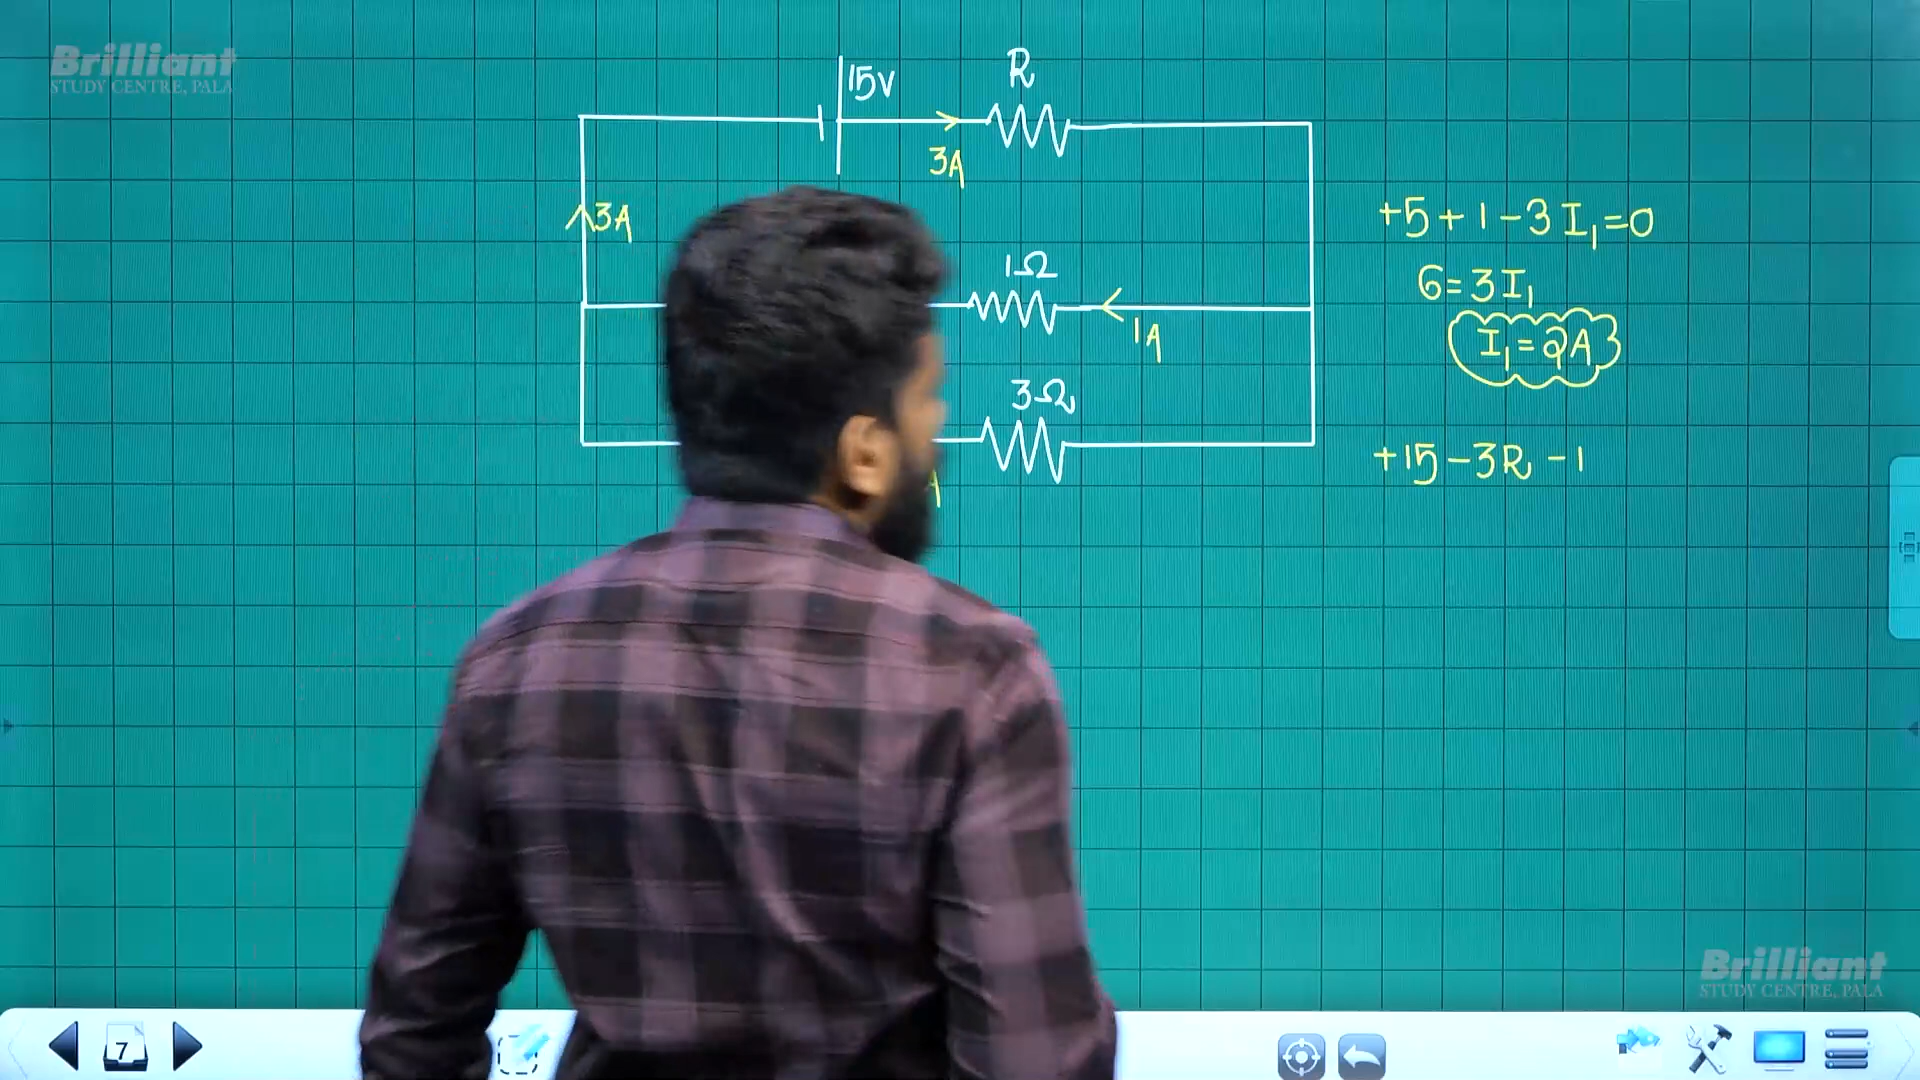 Brilliant
STUDY CENTRE, PALA
15V
R
3A
3A
1Ω
1A
3Ω
A
+5+1-3I₁=0
6=3I₁
I₁=2A
+15-3R-1
Brilliant
STUDY CENTRE, PALA
7